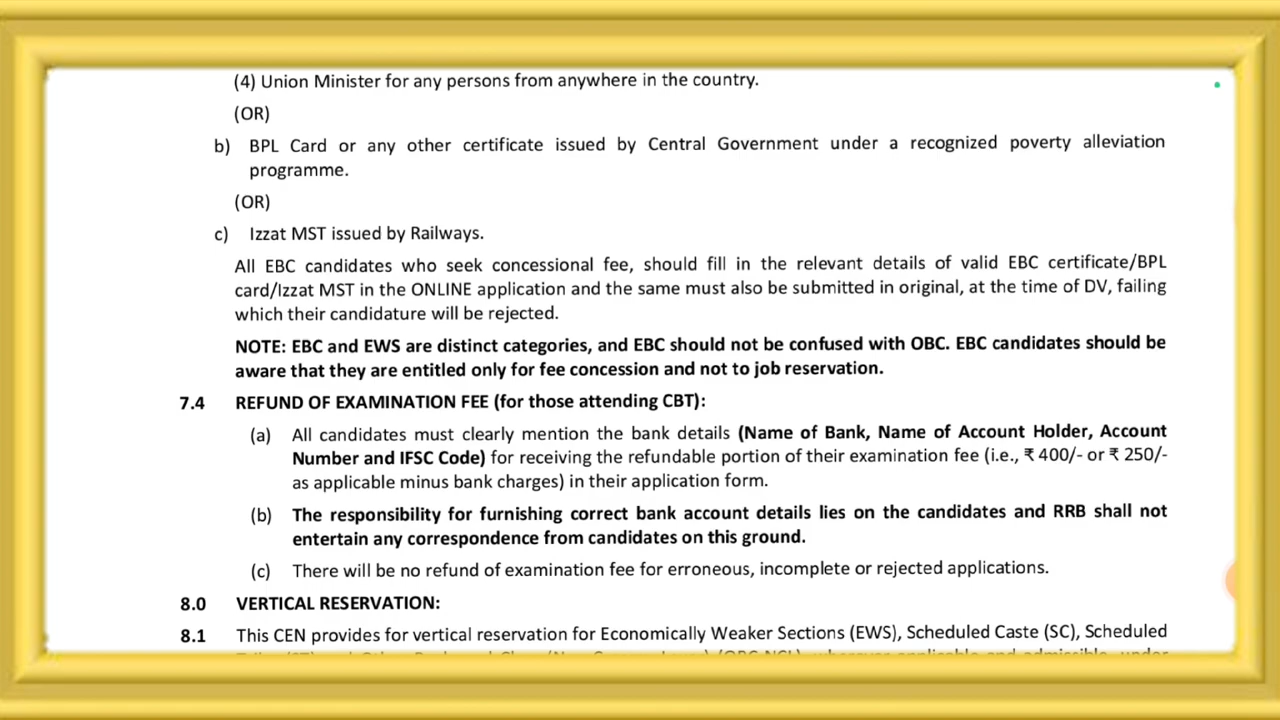 (4) Union Minister for any persons from anywhere in the country.
(OR)
b) BPL Card or any other certificate issued by Central Government under a recognized poverty alleviation
programme.
(OR)
c) Izzat MST issued by Railways.
All EBC candidates who seek concessional fee, should fill in the relevant details of valid EBC certificate/BPL
card/Izzat MST in the ONLINE application and the same must also be submitted in original, at the time of DV, failing
which their candidature will be rejected.
NOTE: EBC and EWS are distinct categories, and EBC should not be confused with OBC. EBC candidates should be
aware that they are entitled only for fee concession and not to job reservation.
7.4 REFUND OF EXAMINATION FEE (for those attending CBT):
(a) All candidates must clearly mention the bank details (Name of Bank, Name of Account Holder, Account
Number and IFSC Code) for receiving the refundable portion of their examination fee (i.e., ₹ 400/- or ₹ 250/-
as applicable minus bank charges) in their application form.
(b) The responsibility for furnishing correct bank account details lies on the candidates and RRB shall not
entertain any correspondence from candidates on this ground.
(c) There will be no refund of examination fee for erroneous, incomplete or rejected applications.
8.0 VERTICAL RESERVATION:
8.1 This CEN provides for vertical reservation for Economically Weaker Sections (EWS), Scheduled Caste (SC), Scheduled